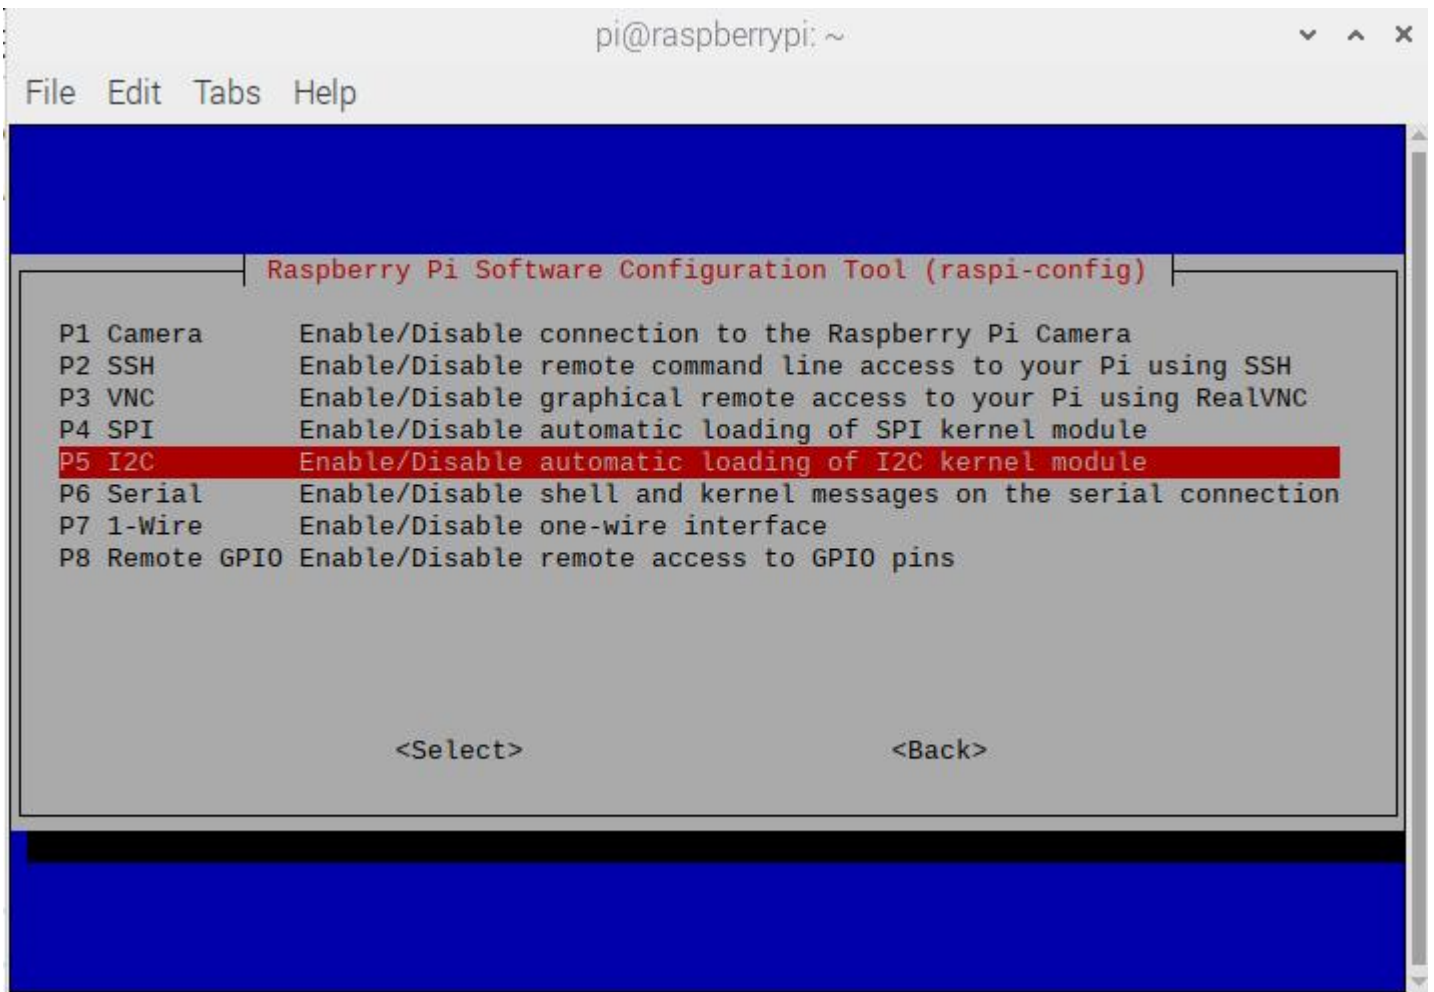 pi@raspberrypi: ~
File Edit Tabs Help
Raspberry Pi Software Configuration Tool (raspi-config)
P1 Camera Enable/Disable connection to the Raspberry Pi Camera
P2 SSH Enable/Disable remote command line access to your Pi using SSH
P3 VNC Enable/Disable graphical remote access to your Pi using RealVNC
P4 SPI Enable/Disable automatic loading of SPI kernel module
P5 I2C Enable/Disable automatic loading of I2C kernel module
P6 Serial Enable/Disable shell and kernel messages on the serial connection
P7 1-Wire Enable/Disable one-wire interface
P8 Remote GPIO Enable/Disable remote access to GPIO pins
<Select> <Back>